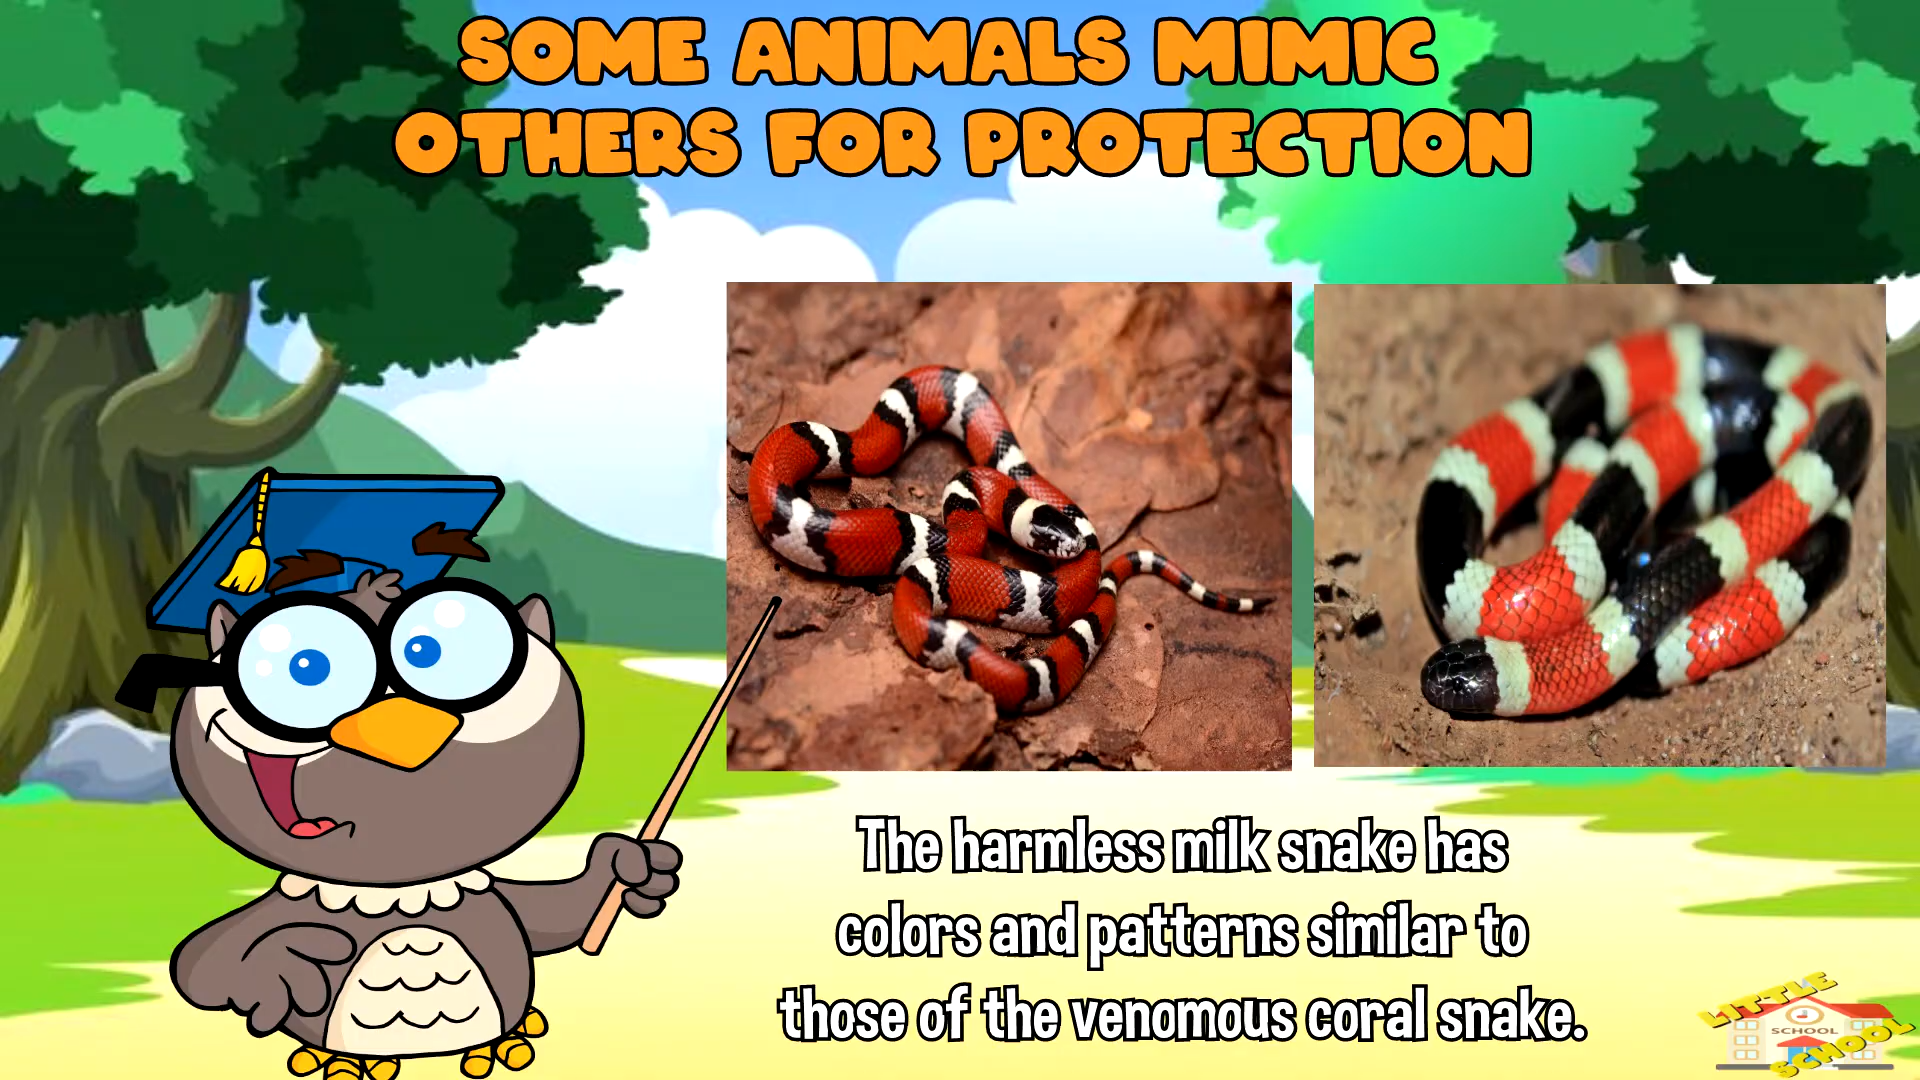 SOME ANIMALS MIMIC
OTHERS FOR PROTECTION
The harmless milk snake has
colors and patterns similar to
those of the venomous coral snake.
LITTLE
SCHOOL
SCHOOL